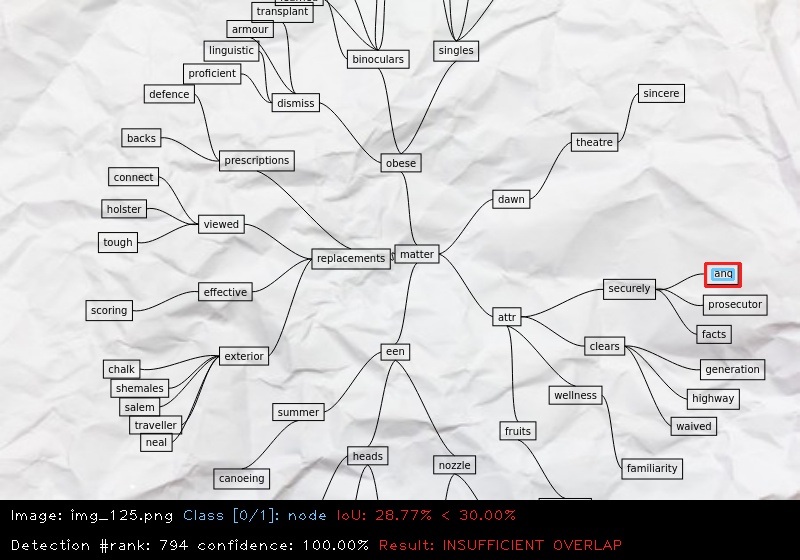 transplant
armour
linguistic
binoculars
singles
proficient
defence
dismiss
sincere
backs
theatre
prescriptions
obese
connect
dawn
holster
viewed
tough
replacements
matter
anq
securely
effective
prosecutor
scoring
attr
facts
clears
een
exterior
chalk
generation
shemales
wellness
highway
salem
summer
traveller
waived
fruits
neal
heads
nozzle
familiarity
canoeing
Image: img_125.png Class [0/1]: node IoU: 28.77% < 30.00%
Detection #rank: 794 confidence: 100.00% Result: INSUFFICIENT OVERLAP